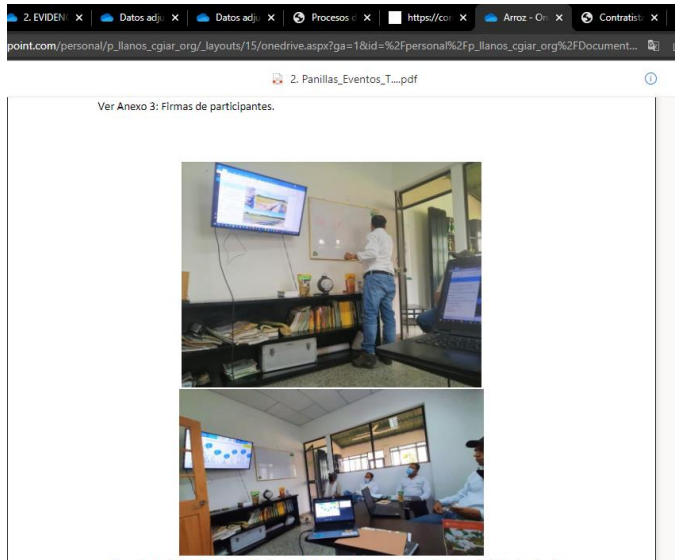 2. EVIDEN
Datos adju
Datos adju
Procesos d
https://cor
Arroz - On
Contratist
point.com/personal/p_llanos_cgiar_org/_layouts/15/onedrive.aspx?ga=1&id=%2Fpersonal%2Fp_llanos_cgiar_org%2FDocument...
2. Panillas_Eventos_T....pdf
Ver Anexo 3: Firmas de participantes.